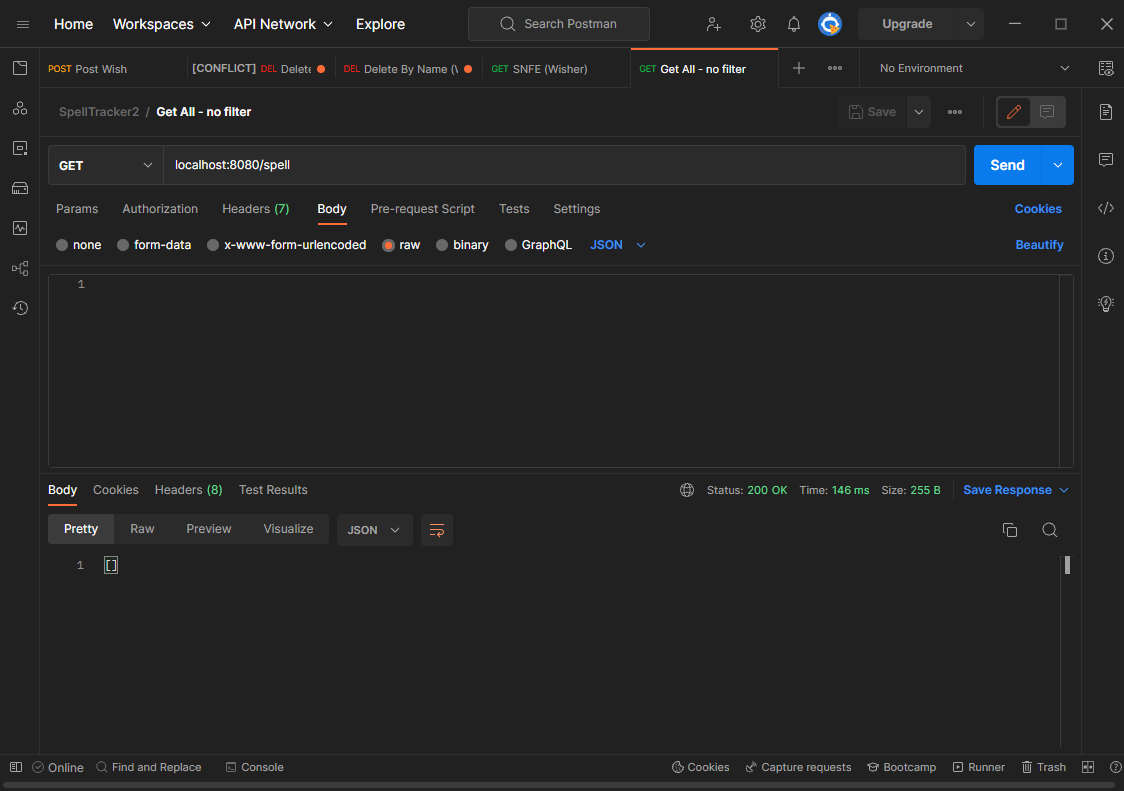 Home Workspaces API Network Explore Search Postman Upgrade
POST Post Wish [CONFLICT] DEL Delete DEL Delete By Name (W GET SNFE (Wisher) GET Get All - no filter No Environment
SpellTracker2 / Get All - no filter Save
GET localhost:8080/spell Send
Params Authorization Headers (7) Body Pre-request Script Tests Settings Cookies
none form-data x-www-form-urlencoded raw binary GraphQL JSON Beautify
1
Body Cookies Headers (8) Test Results Status: 200 OK Time: 146 ms Size: 255 B Save Response
Pretty Raw Preview Visualize JSON
1 []
Online Find and Replace Console Cookies Capture requests Bootcamp Runner Trash